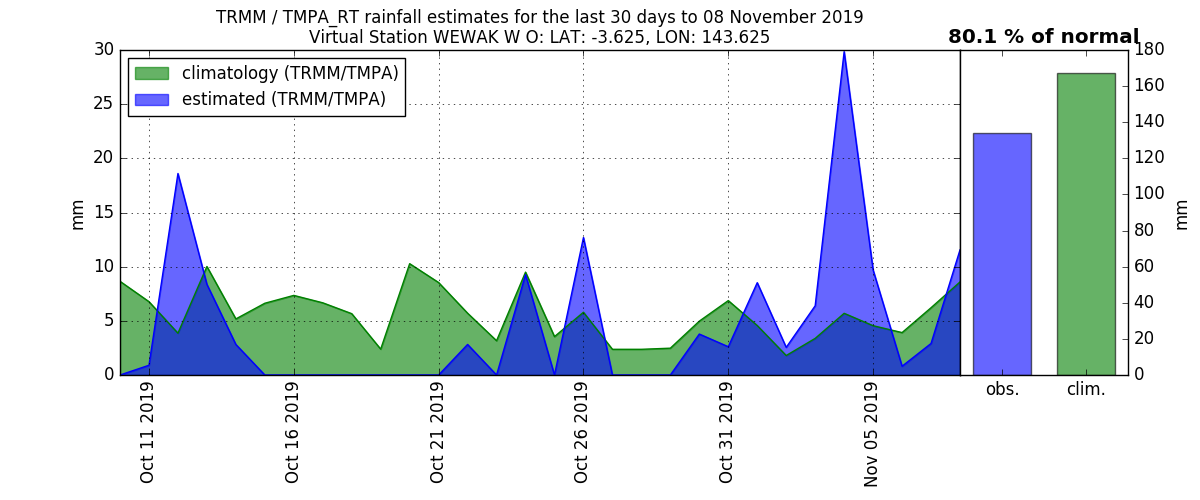 TRMM / TMPA_RT rainfall estimates for the last 30 days to 08 November 2019
Virtual Station WEWAK W O: LAT: -3.625, LON: 143.625
80.1 % of normal
climatology (TRMM/TMPA)
estimated (TRMM/TMPA)
mm
30
25
20
15
10
5
0
Oct 11 2019
Oct 16 2019
Oct 21 2019
Oct 26 2019
Oct 31 2019
Nov 05 2019
obs.
clim.
180
160
140
120
100
80
60
40
20
0
mm